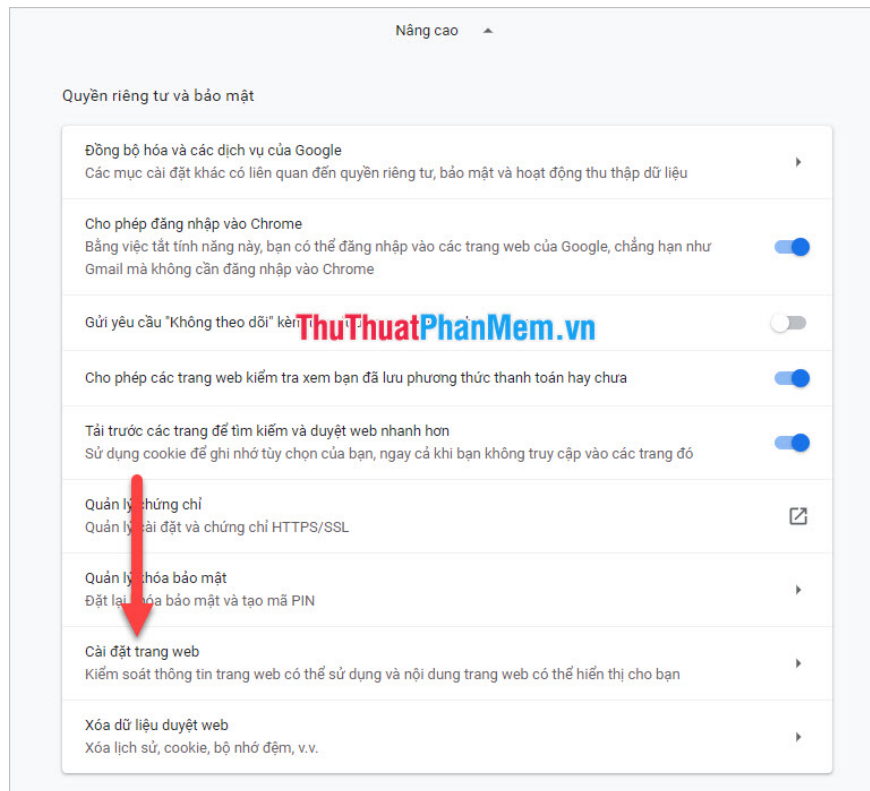 Nâng cao
Quyền riêng tư và bảo mật
Đồng bộ hóa và các dịch vụ của Google
Các mục cài đặt khác có liên quan đến quyền riêng tư, bảo mật và hoạt động thu thập dữ liệu
Cho phép đăng nhập vào Chrome
Bằng việc tắt tính năng này, bạn có thể đăng nhập vào các trang web của Google, chẳng hạn như
Gmail mà không cần đăng nhập vào Chrome
Gửi yêu cầu "Không theo dõi"
ThuThuatPhanMem.vn
Cho phép các trang web kiểm tra xem bạn đã lưu phương thức thanh toán hay chưa
Tải trước các trang để tìm kiếm và duyệt web nhanh hơn
Sử dụng cookie để ghi nhớ tùy chọn của bạn, ngay cả khi bạn không truy cập vào các trang đó
Quản lý chứng chỉ
Quản lý cài đặt và chứng chỉ HTTPS/SSL
Quản lý khóa bảo mật
Đặt lại khóa bảo mật và tạo mã PIN
Cài đặt trang web
Kiểm soát thông tin trang web có thể sử dụng và nội dung trang web có thể hiển thị cho bạn
Xóa dữ liệu duyệt web
Xóa lịch sử, cookie, bộ nhớ đệm, v.v.